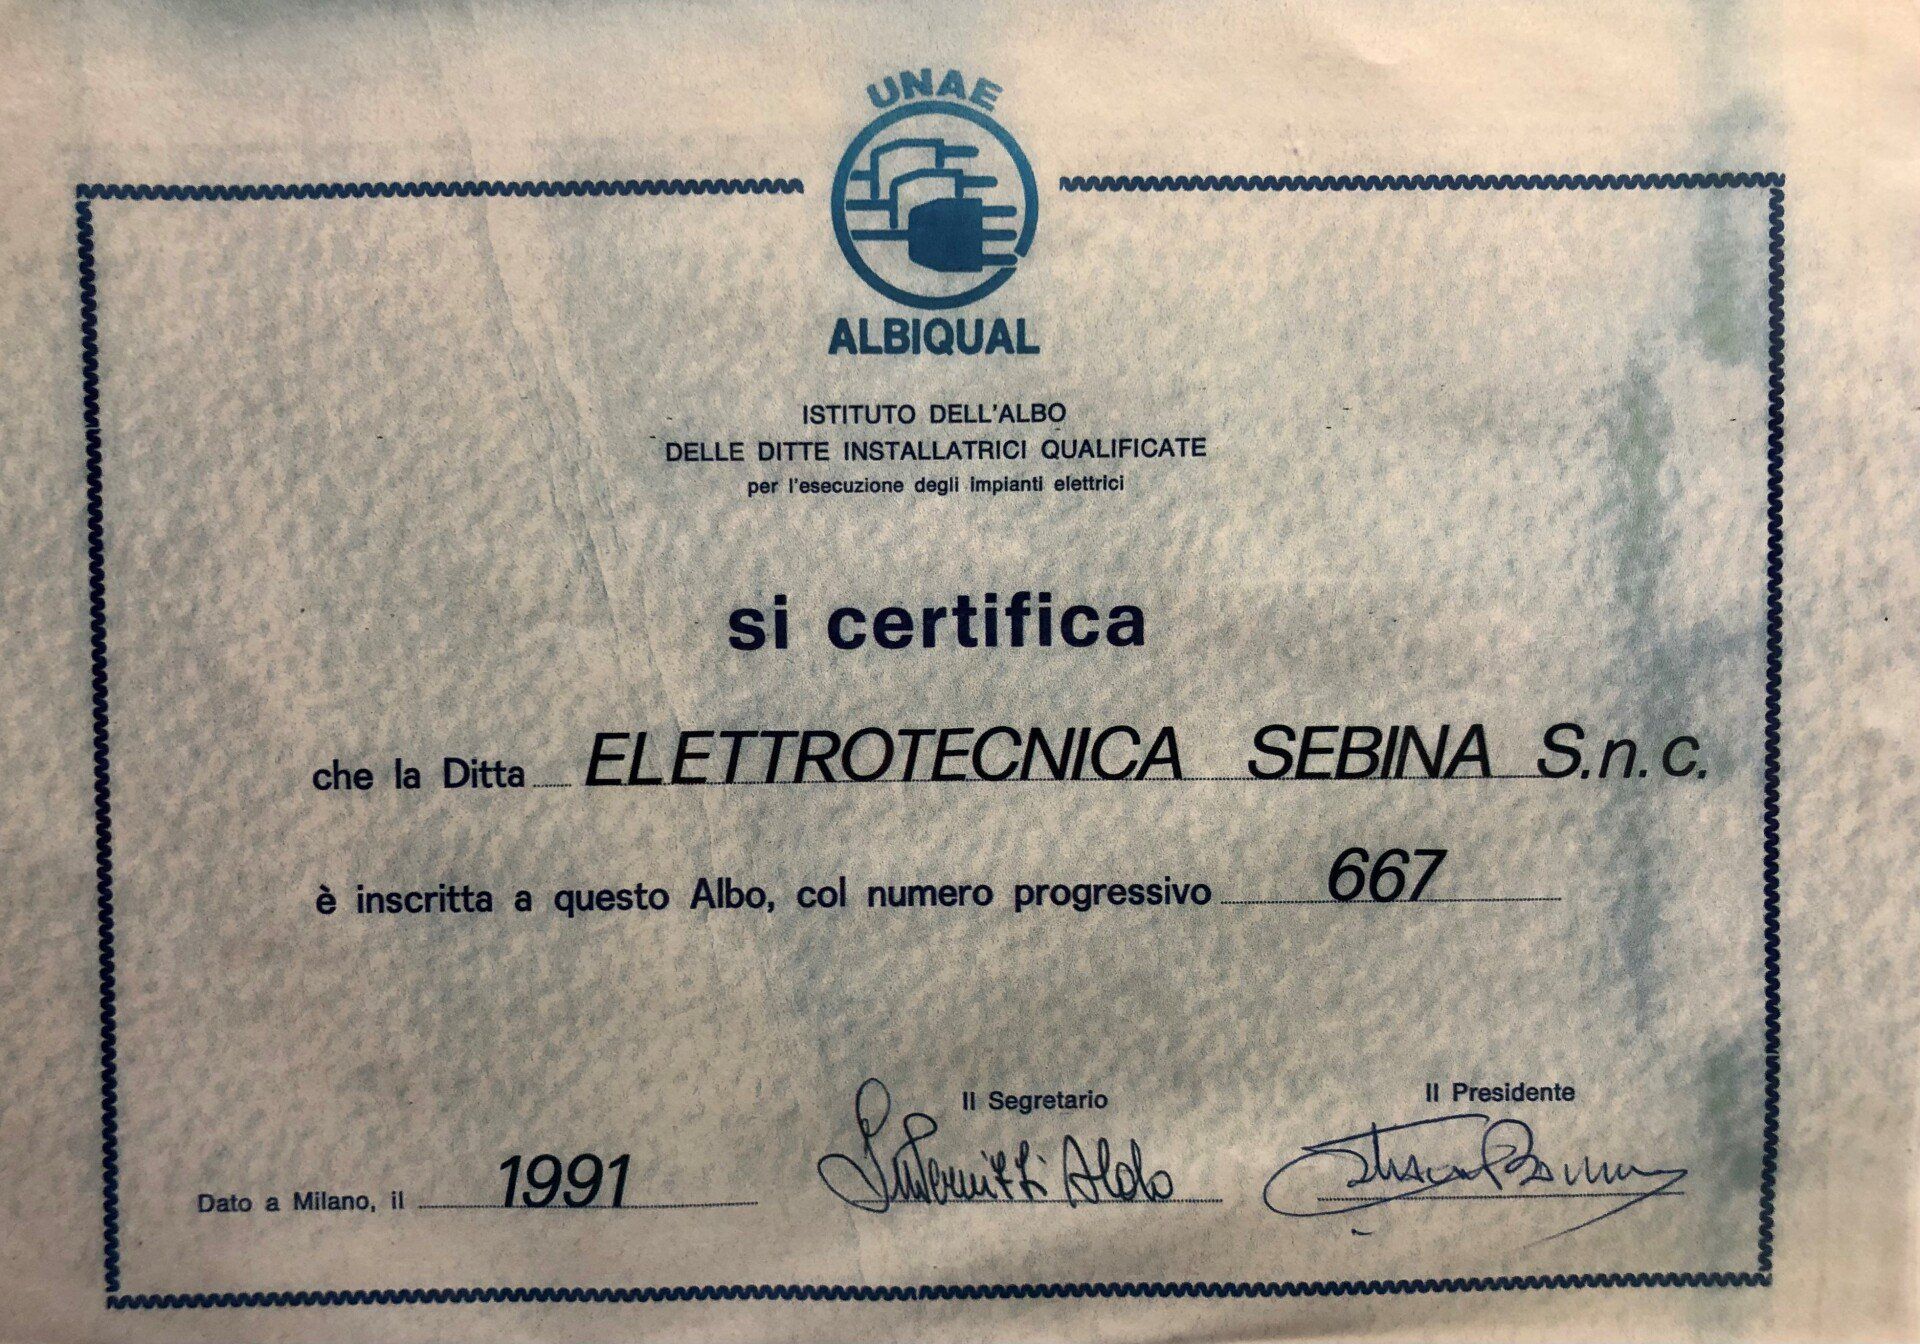 UNAE
ALBIQUAL
ISTITUTO DELL'ALBO
DELLE DITTE INSTALLATRICI QUALIFICATE
per l'esecuzione degli impianti elettrici
si certifica
che la Ditta ELETTROTECNICA SEBINA S.n.c.
è inscritta a questo Albo, col numero progressivo 667
Il Segretario Il Presidente
Dato a Milano, il 1991 Aldo